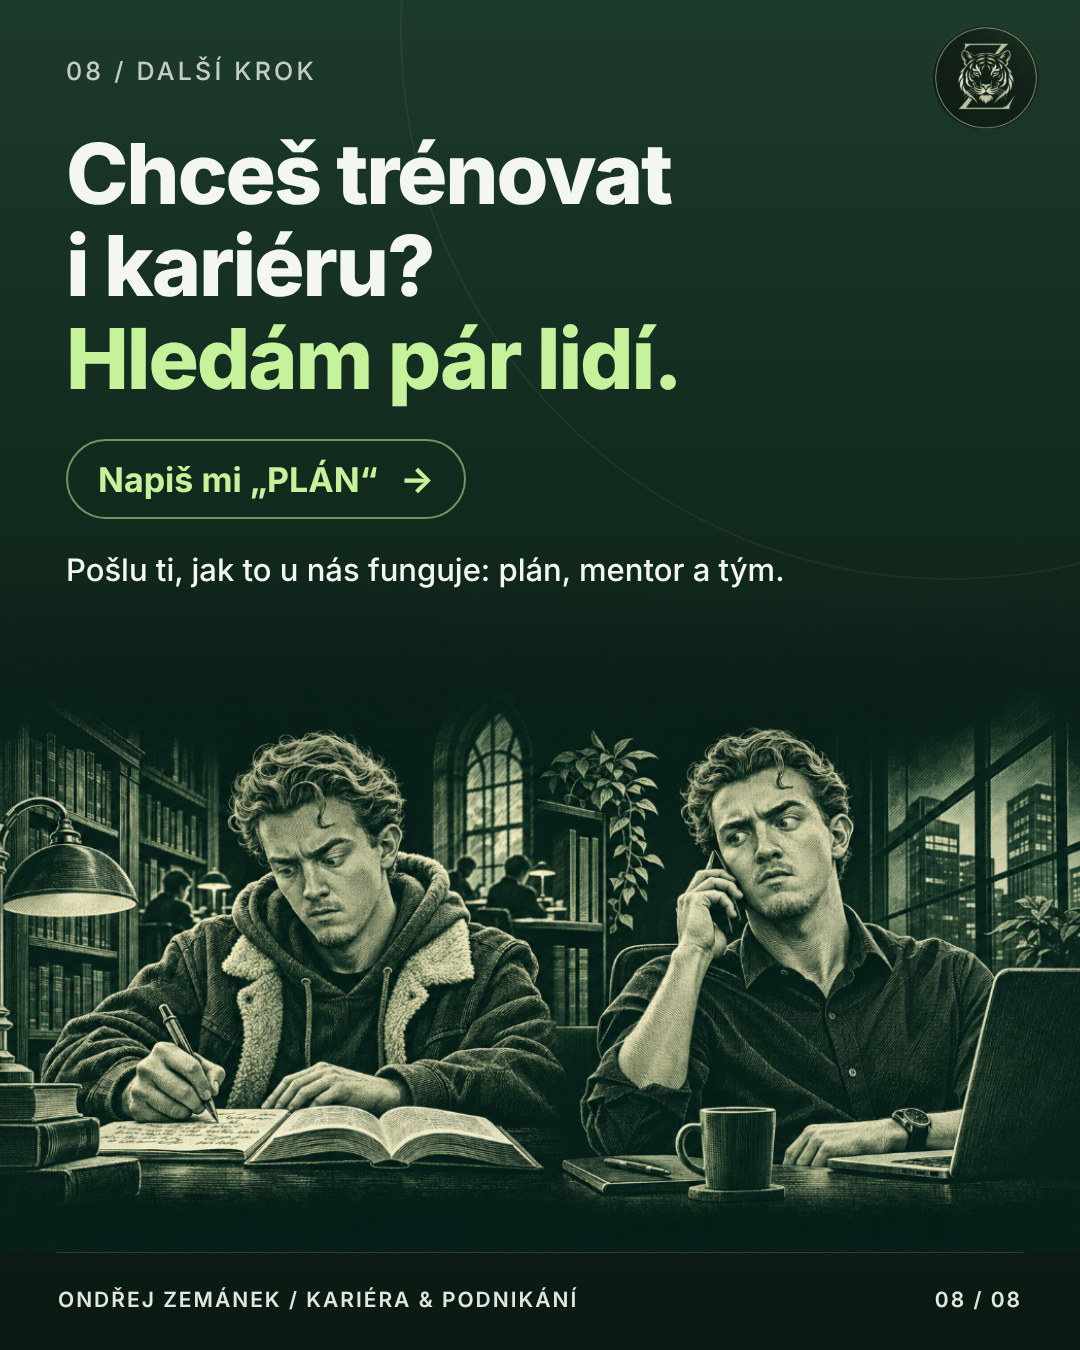 08 / DALŠÍ KROK
Chceš trénovat
i kariéru?
Hledám pár lidí.
Napiš mi „PLÁN“ →
Pošlu ti, jak to u nás funguje: plán, mentor a tým.
ONDŘEJ ZEMÁNEK / KARIÉRA & PODNIKÁNÍ
08 / 08